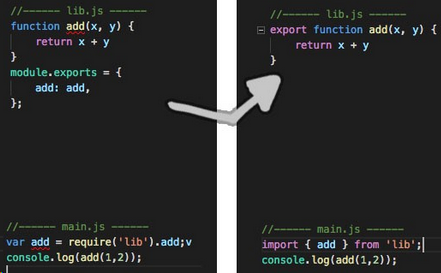 //------ lib.js ------
function add(x, y) {
return x + y
}
module.exports = {
add: add,
};
//------ main.js ------
var add = require('lib').add;v
console.log(add(1,2));
//------ lib.js ------
export function add(x, y) {
return x + y
}
//------ main.js ------
import { add } from 'lib';
console.log(add(1,2));